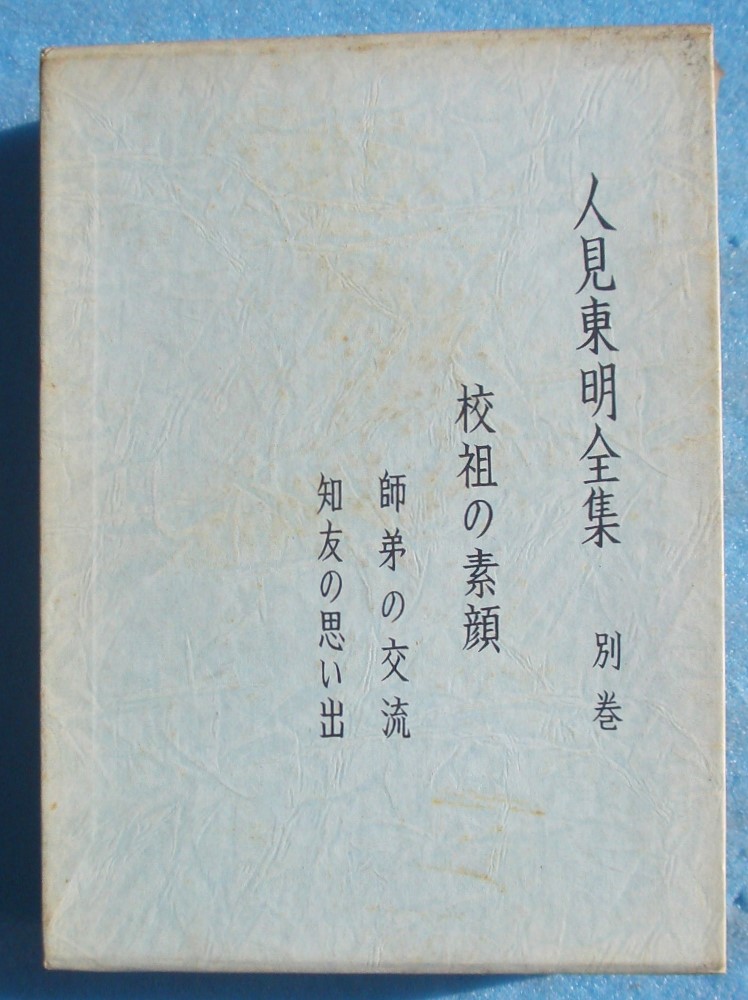 人見東明全集 別巻
校祖の素顔
師弟の交流
知友の思い出